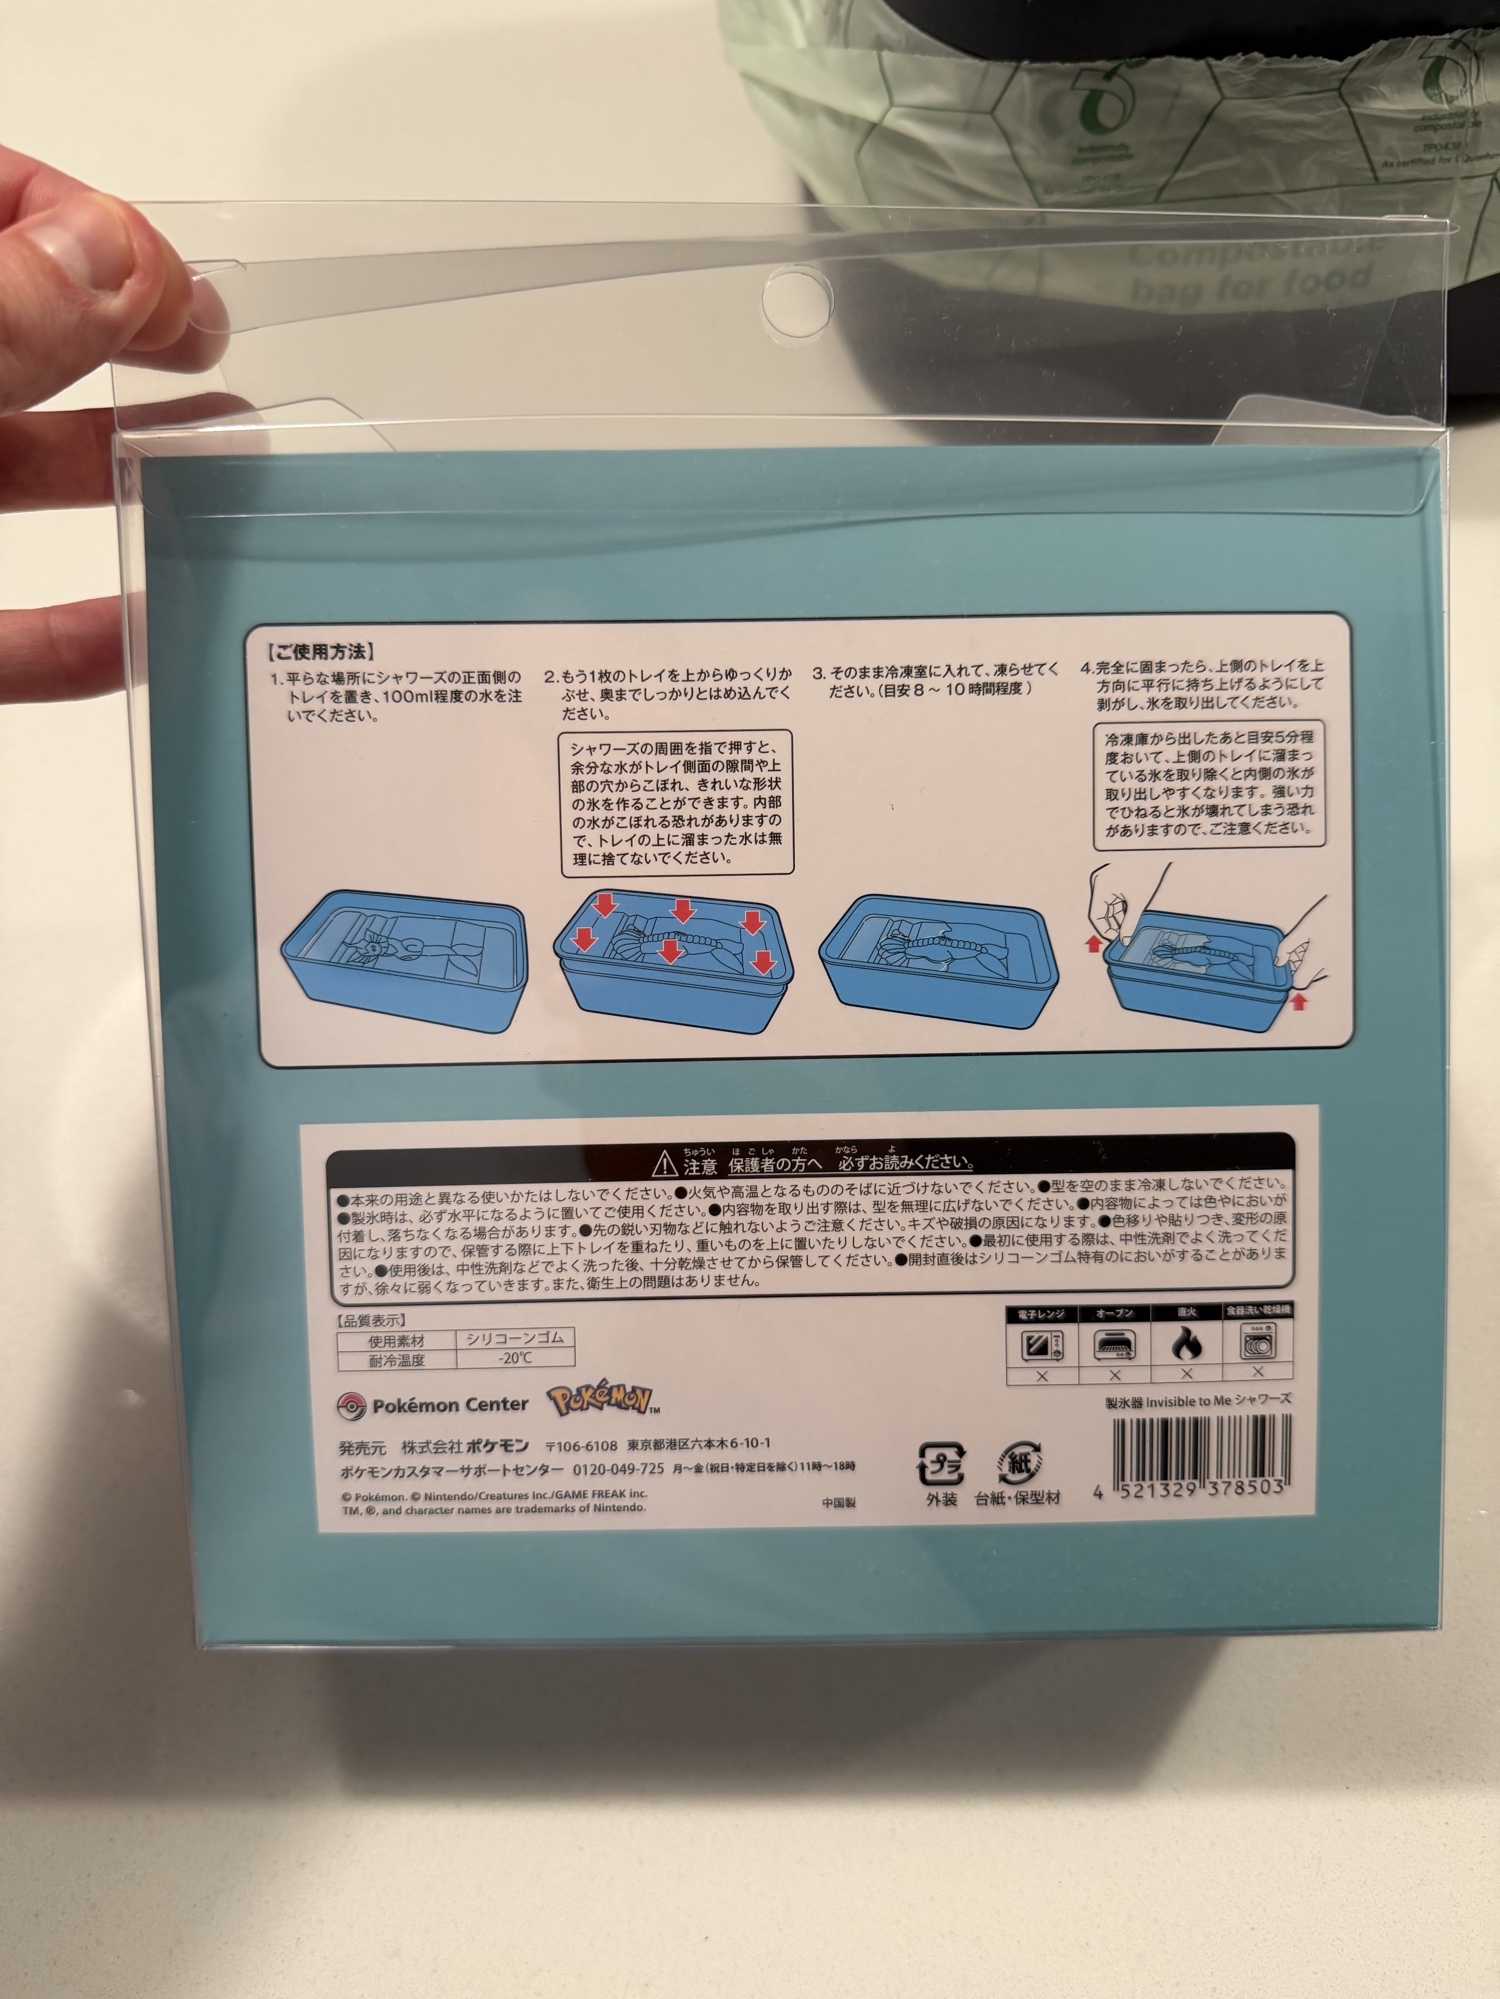 Industrially
compostable
TP0438
Industrially
compostable
TP0438
As certified for
Compostable
bag for food
【ご使用方法】
1.平らな場所にシャワーズの正面側の
トレイを置き、100ml程度の水を注
いでください。
2.もう1枚のトレイを上からゆっくりか
ぶせ、奥までしっかりとはめ込んでく
ださい。
シャワーズの周囲を指で押すと、
余分な水がトレイ側面の隙間や上
部の穴からこぼれ、きれいな形状
の氷を作ることができます。内部
の水がこぼれる恐れがありますの
で、トレイの上に溜まった水は無
理に捨てないでください。
3.そのまま冷凍室に入れて、凍らせてく
ださい。(目安8～10時間程度)
4.完全に固まったら、上側のトレイを上
方向に平行に持ち上げるようにして
剥がし、氷を取り出してください。
冷凍庫から出したあと目安5分程
度おいて、上側のトレイに溜まっ
ている氷を取り除くと内側の氷が
取り出しやすくなります。強い力
でひねると氷が壊れてしまう恐れ
がありますので、ご注意ください。
ちゅうい ほごしゃ かた かなら よ
注意 保護者の方へ 必ずお読みください。
●本来の用途と異なる使いかたはしないでください。●火気や高温となるもののそばに近づけないでください。●型を空のまま冷凍しないでください。
●製氷時は、必ず水平になるように置いてご使用ください。●内容物を取り出す際は、型を無理に広げないでください。●内容物によっては色やにおいが
付着し、落ちなくなる場合があります。●先の鋭い刃物などに触れないようご注意ください。キズや破損の原因になります。●色移りや貼りつき、変形の原
因になりますので、保管する際に上下トレイを重ねたり、重いものを上に置いたりしないでください。●最初に使用する際は、中性洗剤でよく洗ってくだ
さい。●使用後は、中性洗剤などでよく洗った後、十分乾燥させてから保管してください。●開封直後はシリコーンゴム特有のにおいがすることがありま
すが、徐々に弱くなっていきます。また、衛生上の問題はありません。
【品質表示】
使用素材 シリコーンゴム
耐冷温度 -20℃
電子レンジ オーブン 直火 食器洗い乾燥機
× × × ×
Pokémon Center POKéMON TM
製氷器 Invisible to Me シャワーズ
発売元 株式会社ポケモン 〒106-6108 東京都港区六本木6-10-1
ポケモンカスタマーサポートセンター 0120-049-725 月～金(祝日・特定日を除く)11時～18時
© Pokémon. © Nintendo/Creatures Inc./GAME FREAK inc.
TM, ®, and character names are trademarks of Nintendo.
中国製
プラ
外装
紙
台紙・保型材
4 521329 378503